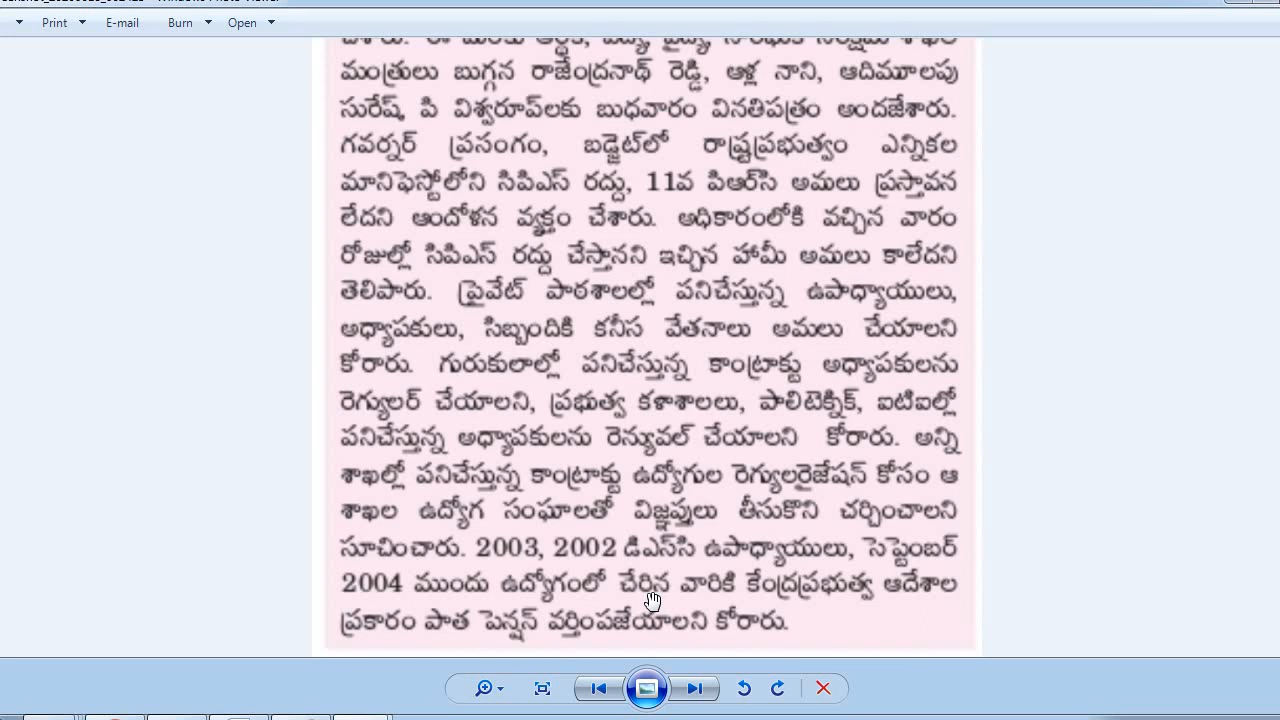 Print E-mail Burn Open
మంత్రులు బుగ్గన రాజేంద్రనాథ్ రెడ్డి, ఆళ్ల నాని, ఆదిమూలపు
సురేష్, పి విశ్వరూప్‌లకు బుధవారం వినతిపత్రం అందజేశారు.
గవర్నర్ ప్రసంగం, బడ్జెట్‌లో రాష్ట్రప్రభుత్వం ఎన్నికల
మానిఫెస్టోలోని సిపిఎస్ రద్దు, 11వ పిఆర్‌సి అమలు ప్రస్తావన
లేదని ఆందోళన వ్యక్తం చేశారు. అధికారంలోకి వచ్చిన వారం
రోజుల్లో సిపిఎస్ రద్దు చేస్తానని ఇచ్చిన హామీ అమలు కాలేదని
తెలిపారు. ప్రైవేట్ పాఠశాలల్లో పనిచేస్తున్న ఉపాధ్యాయులు,
అధ్యాపకులు, సిబ్బందికి కనీస వేతనాలు అమలు చేయాలని
కోరారు. గురుకులాల్లో పనిచేస్తున్న కాంట్రాక్టు అధ్యాపకులను
రెగ్యులర్ చేయాలని, ప్రభుత్వ కళాశాలలు, పాలిటెక్నిక్, ఐటిఐల్లో
పనిచేస్తున్న అధ్యాపకులను రెన్యువల్ చేయాలని కోరారు. అన్ని
శాఖల్లో పనిచేస్తున్న కాంట్రాక్టు ఉద్యోగుల రెగ్యులరైజేషన్ కోసం ఆ
శాఖల ఉద్యోగ సంఘాలతో విజ్ఞప్తులు తీసుకొని చర్చించాలని
సూచించారు. 2003, 2002 డిఎస్‌సి ఉపాధ్యాయులు, సెప్టెంబర్
2004 ముందు ఉద్యోగంలో చేరిన వారికి కేంద్రప్రభుత్వ ఆదేశాల
ప్రకారం పాత పెన్షన్ వర్తింపజేయాలని కోరారు.